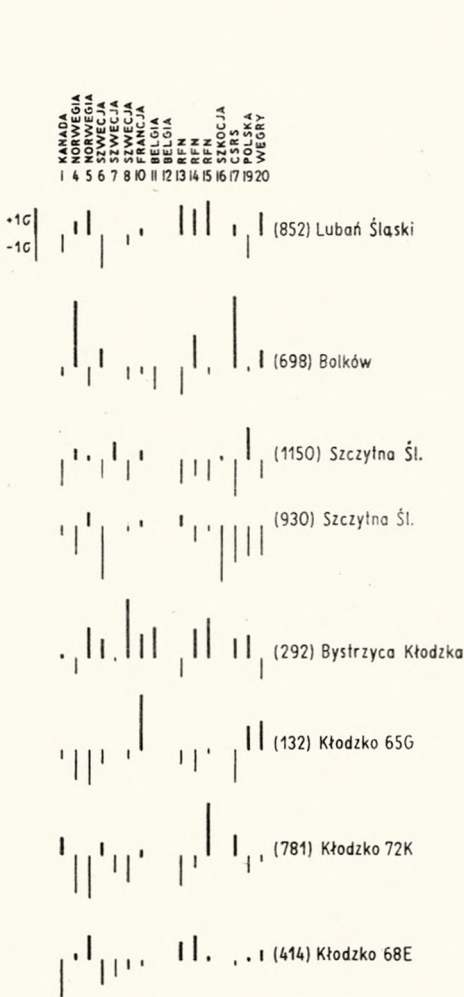 KANADA
NORWEGIA
NORWEGIA
SZWECJA
SZWECJA
SZWECJA
FRANCJA
BELGIA
BELGIA
RFN
RFN
RFN
SZKOCJA
CSRS
POLSKA
WĘGRY
1 4 5 6 7 8 10 11 12 13 14 15 16 17 19 20
+1σ
-1σ
(852) Lubań Śląski
(698) Bolków
(1150) Szczytna Śl.
(930) Szczytna Śl.
(292) Bystrzyca Kłodzka
(132) Kłodzko 65G
(781) Kłodzko 72K
(414) Kłodzko 68E